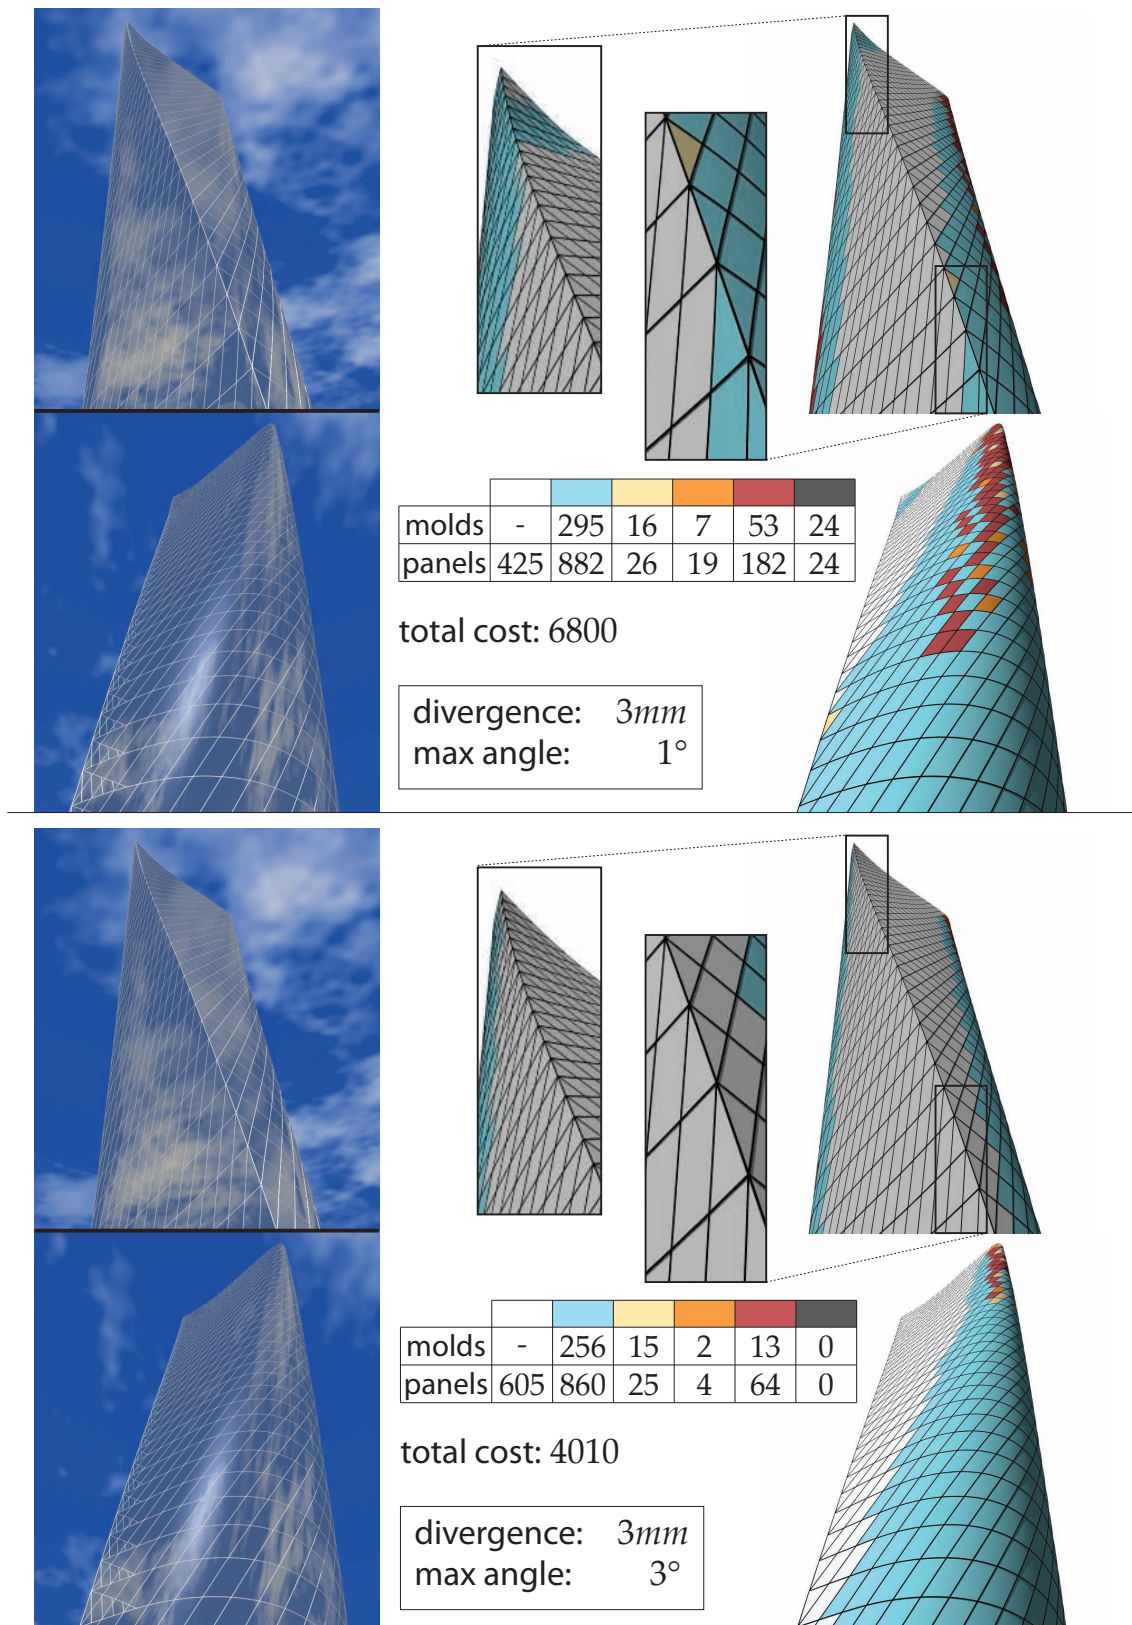 molds - 295 16 7 53 24
panels 425 882 26 19 182 24
total cost: 6800
divergence: 3mm
max angle: 1°
molds - 256 15 2 13 0
panels 605 860 25 4 64 0
total cost: 4010
divergence: 3mm
max angle: 3°